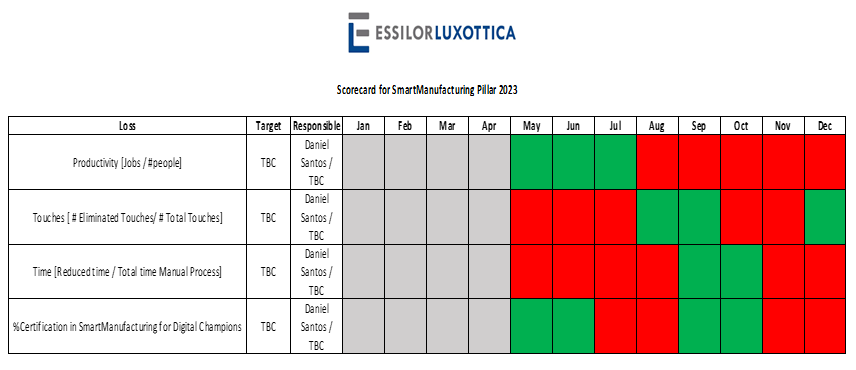 ESSILORLUXOTTICA
Scorecard for SmartManufacturing Pillar 2023
Loss Target Responsible Jan Feb Mar Apr May Jun Jul Aug Sep Oct Nov Dec
Productivity [Jobs / #people] TBC Daniel
Santos /
TBC
Touches [ # Eliminated Touches/ # Total Touches] TBC Daniel
Santos /
TBC
Time [Reduced time / Total time Manual Process] TBC Daniel
Santos /
TBC
%Certification in SmartManufacturing for Digital Champions TBC Daniel
Santos /
TBC